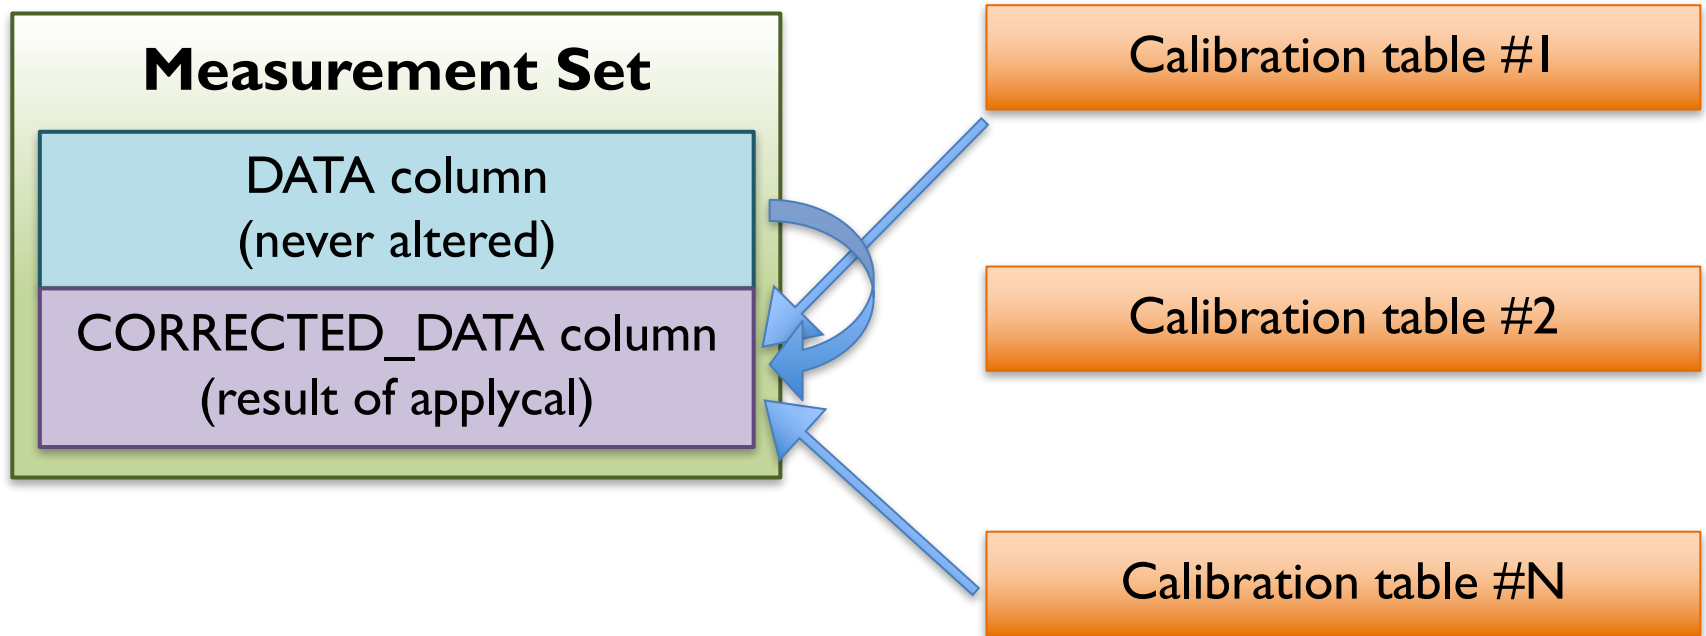 Measurement Set
DATA column
(never altered)
CORRECTED_DATA column
(result of applycal)
Calibration table #1
Calibration table #2
Calibration table #N